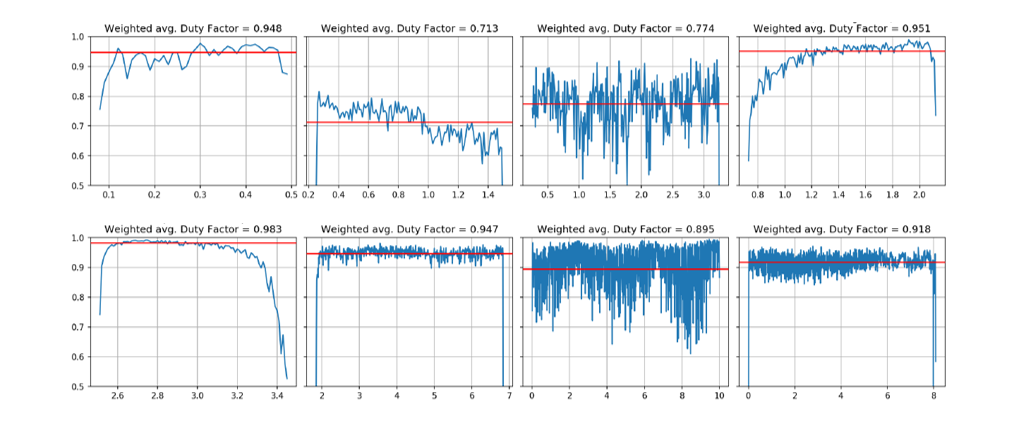 Weighted avg. Duty Factor = 0.948
Weighted avg. Duty Factor = 0.713
Weighted avg. Duty Factor = 0.774
Weighted avg. Duty Factor = 0.951
1.0
0.9
0.8
0.7
0.6
0.5
0.1 0.2 0.3 0.4 0.5
0.2 0.4 0.6 0.8 1.0 1.2 1.4
0.5 1.0 1.5 2.0 2.5 3.0
0.8 1.0 1.2 1.4 1.6 1.8 2.0
Weighted avg. Duty Factor = 0.983
Weighted avg. Duty Factor = 0.947
Weighted avg. Duty Factor = 0.895
Weighted avg. Duty Factor = 0.918
1.0
0.9
0.8
0.7
0.6
0.5
2.6 2.8 3.0 3.2 3.4
2 3 4 5 6 7
0 2 4 6 8 10
0 2 4 6 8